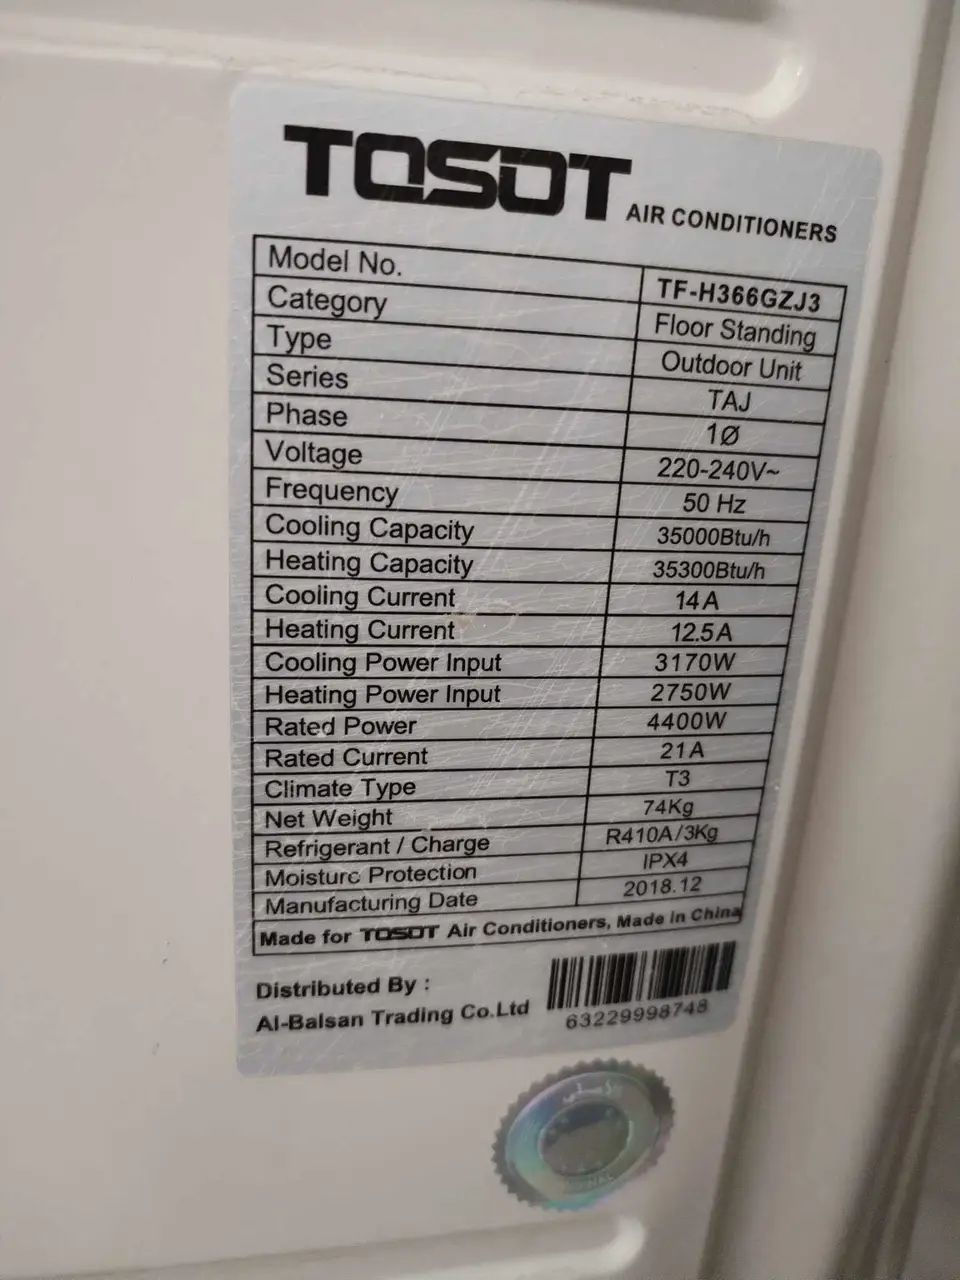 TOSOT AIR CONDITIONERS
Model No. TF-H366GZJ3
Category Floor Standing
Type Outdoor Unit
Series TAJ
Phase 1Ø
Voltage 220-240V~
Frequency 50 Hz
Cooling Capacity 35000Btu/h
Heating Capacity 35300Btu/h
Cooling Current 14A
Heating Current 12.5A
Cooling Power Input 3170W
Heating Power Input 2750W
Rated Power 4400W
Rated Current 21A
Climate Type T3
Net Weight 74Kg
Refrigerant / Charge R410A/3Kg
Moisture Protection IPX4
Manufacturing Date 2018.12
Made for TOSOT Air Conditioners, Made in China
Distributed By :
Al-Balsan Trading Co.Ltd
63229998748